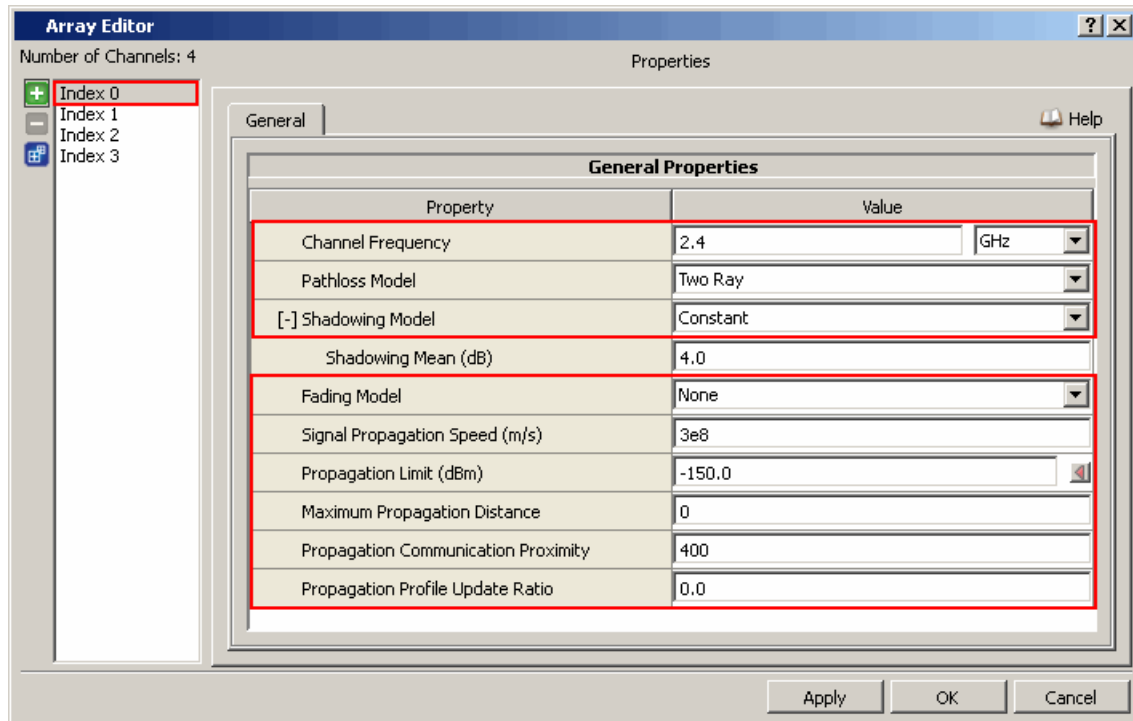 Array Editor
Number of Channels: 4
Properties
Index 0
Index 1
Index 2
Index 3
General
Help
General Properties
Property Value
Channel Frequency 2.4 GHz
Pathloss Model Two Ray
[-] Shadowing Model Constant
Shadowing Mean (dB) 4.0
Fading Model None
Signal Propagation Speed (m/s) 3e8
Propagation Limit (dBm) -150.0
Maximum Propagation Distance 0
Propagation Communication Proximity 400
Propagation Profile Update Ratio 0.0
Apply OK Cancel